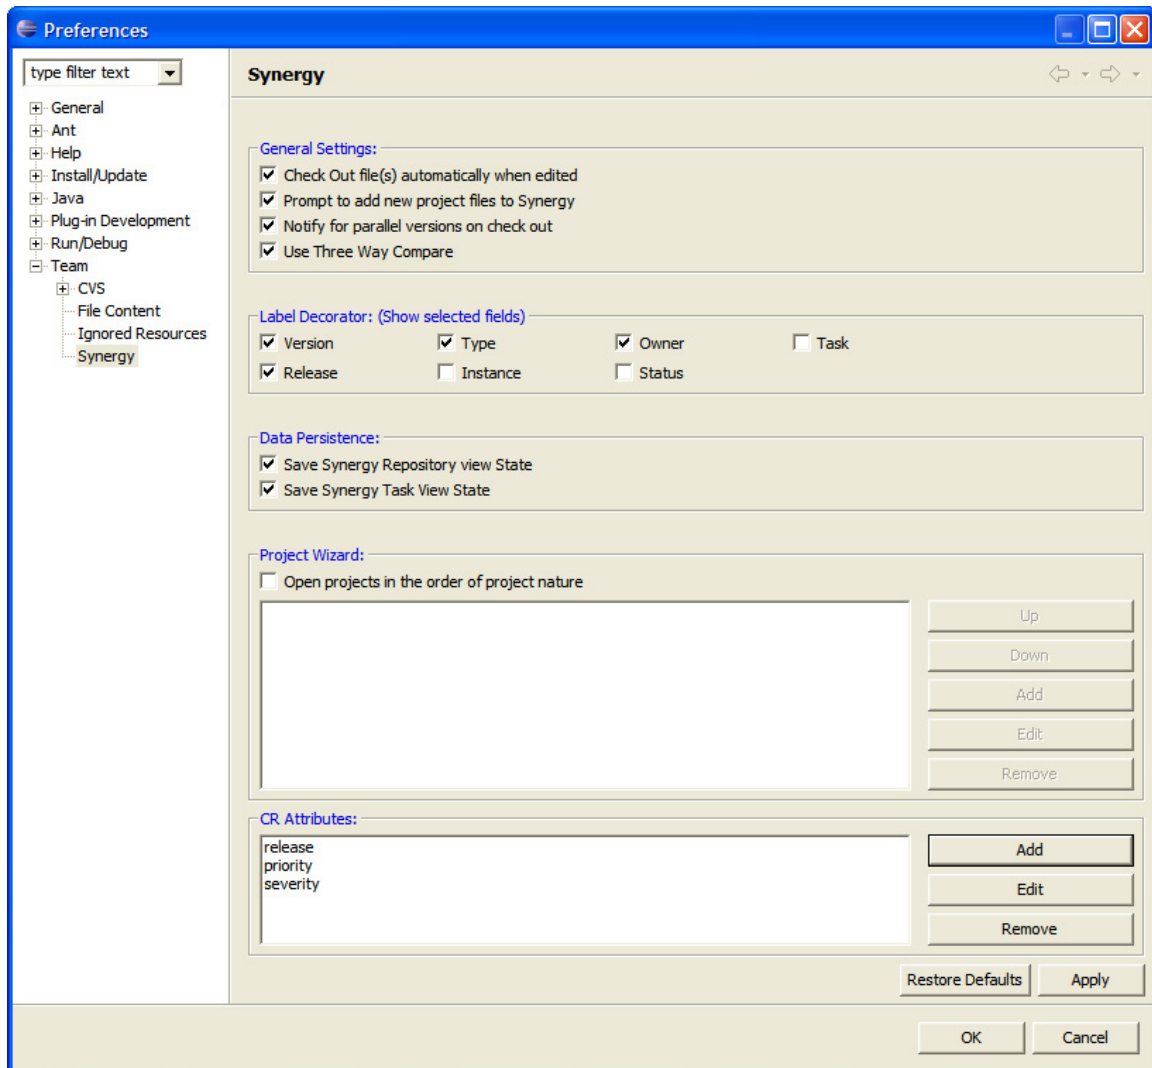 Preferences
type filter text
General
Ant
Help
Install/Update
Java
Plug-in Development
Run/Debug
Team
CVS
File Content
Ignored Resources
Synergy
Synergy
General Settings:
Check Out file(s) automatically when edited
Prompt to add new project files to Synergy
Notify for parallel versions on check out
Use Three Way Compare
Label Decorator: (Show selected fields)
Version Type Owner Task
Release Instance Status
Data Persistence:
Save Synergy Repository view State
Save Synergy Task View State
Project Wizard:
Open projects in the order of project nature
Up
Down
Add
Edit
Remove
CR Attributes:
release
priority
severity
Add
Edit
Remove
Restore Defaults Apply
OK Cancel